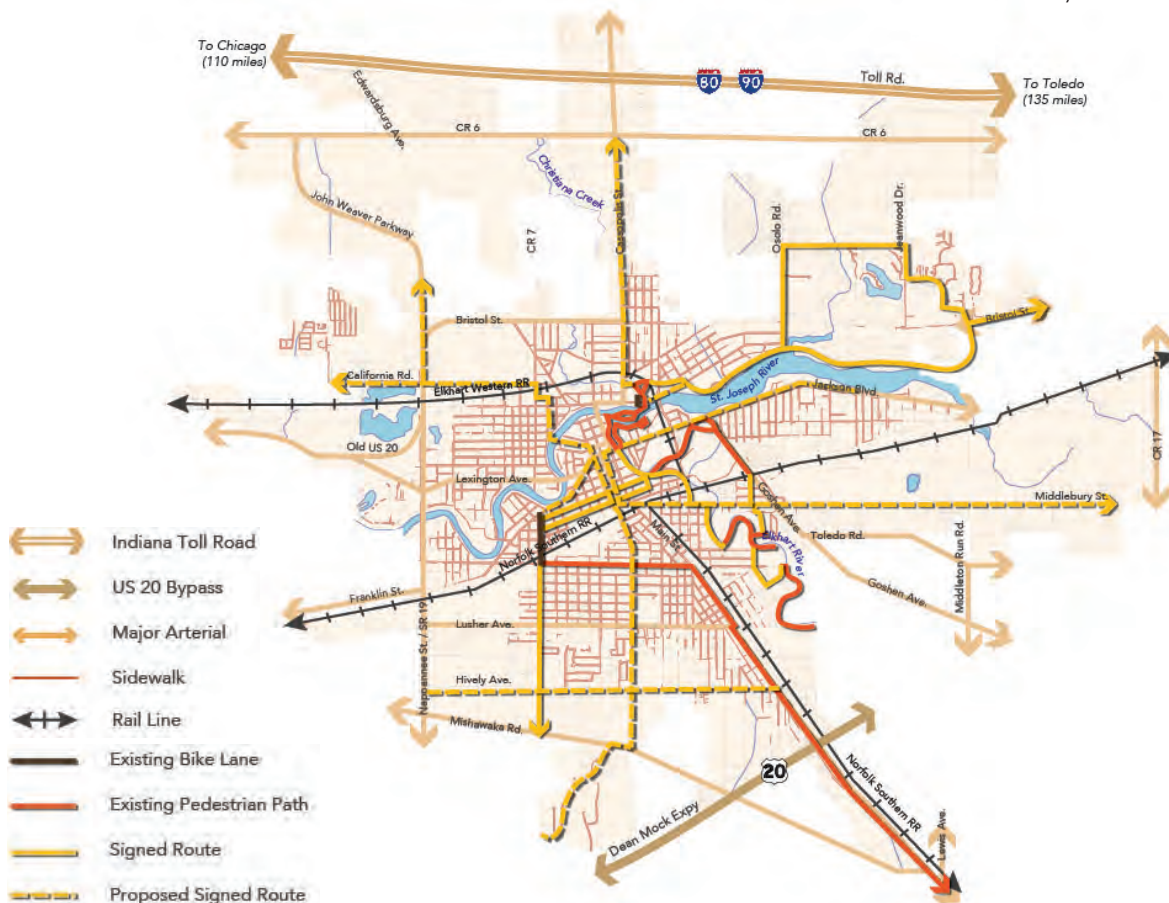 To Chicago
(110 miles)
80
90
Toll Rd.
To Toledo
(135 miles)
Edwardsburg Ave.
CR 6
CR 6
Christiana Creek
Cassopolis St.
CR 7
John Weaver Parkway
Osolo Rd.
Jeanwood Dr.
Bristol St.
Bristol St.
California Rd.
Elkhart Western RR
St. Joseph River
Jackson Blvd.
Old US 20
CR 17
Lexington Ave.
Goshen Ave.
Middlebury St.
Norfolk Southern RR
Main St.
Elkhart River
Toledo Rd.
Middleton Run Rd.
Franklin St.
Goshen Ave.
Lusher Ave.
Nappannee St. / SR 19
Hively Ave.
Mishawaka Rd.
20
Dean Mock Expy
Norfolk Southern RR
Lewis Ave.
Indiana Toll Road
US 20 Bypass
Major Arterial
Sidewalk
Rail Line
Existing Bike Lane
Existing Pedestrian Path
Signed Route
Proposed Signed Route